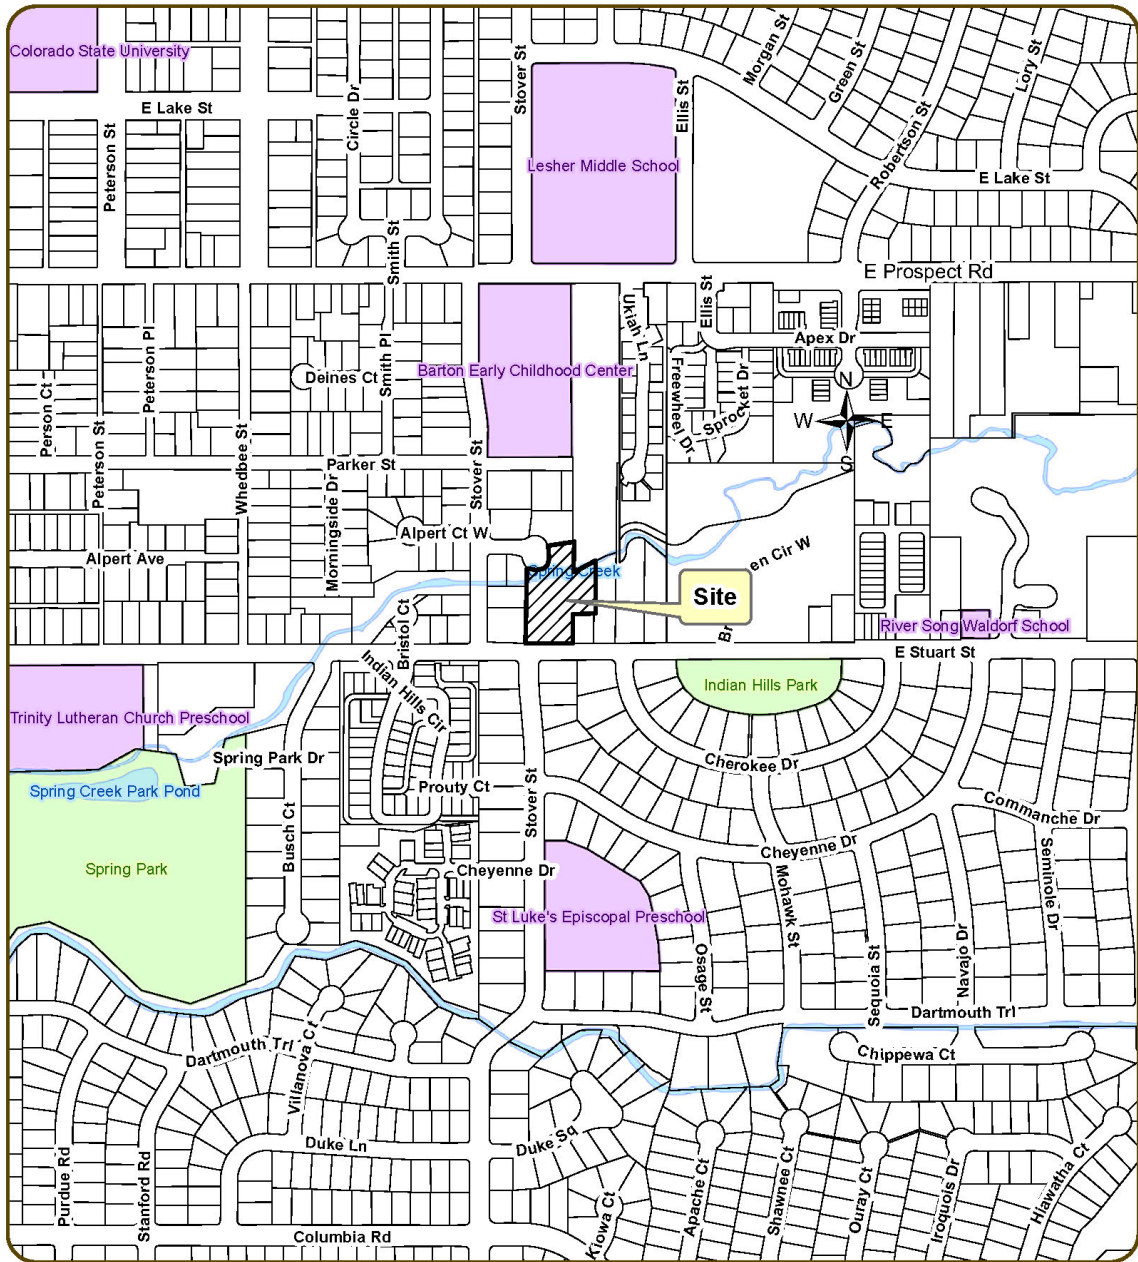 Colorado State University
E Lake St
Peterson St
Circle Dr
Stover St
Lesher Middle School
Ellis St
Morgan St
Green St
Lory St
Robertson St
E Lake St
Smith St
E Prospect Rd
Peterson Pl
Person Ct
Peterson St
Whedbee St
Deines Ct
Smith Pl
Barton Early Childhood Center
Ukiah Ln
Ellis St
Apex Dr
Freewheel Dr
Sprocket Dr
N
W
E
S
Parker St
Morningside Dr
Stover St
Alpert Ct W
Alpert Ave
Spring Creek
Site
en Cir W
Br
River Song Waldorf School
E Stuart St
Bristol Ct
Indian Hills Cir
Indian Hills Park
Trinity Lutheran Church Preschool
Spring Park Dr
Cherokee Dr
Spring Creek Park Pond
Prouty Ct
Stover St
Commanche Dr
Busch Ct
Cheyenne Dr
Spring Park
Cheyenne Dr
Mohawk St
Seminole Dr
St Luke's Episcopal Preschool
Osage St
Sequoia St
Navajo Dr
Dartmouth Trl
Dartmouth Trl
Villanova Ct
Chippewa Ct
Duke Ln
Duke Sq
Purdue Rd
Stanford Rd
Kiowa Ct
Apache Ct
Shawnee Ct
Ouray Ct
Iroquois Dr
Hiawatha Ct
Columbia Rd